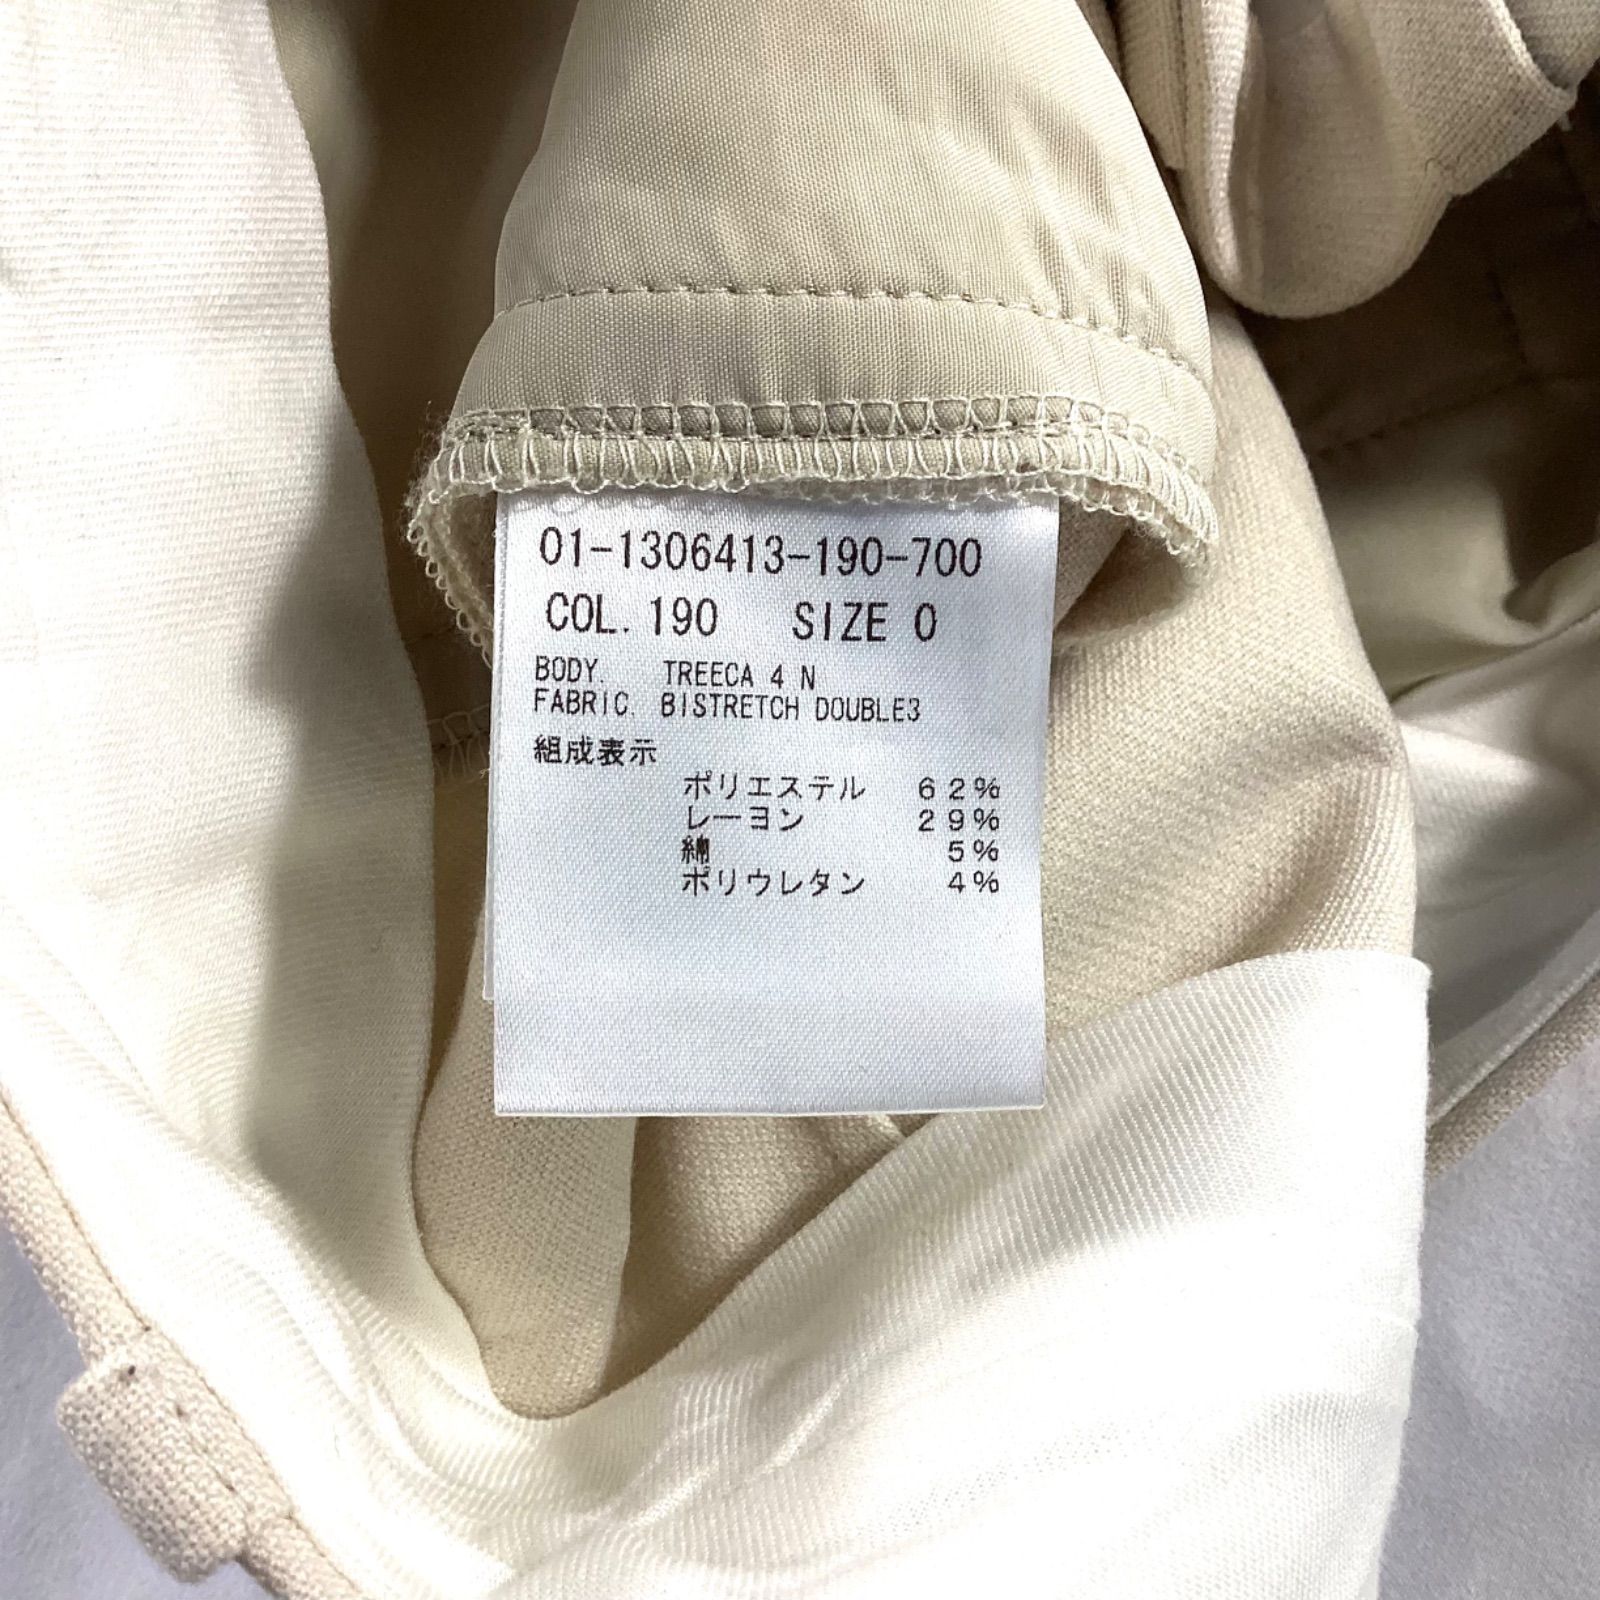 01-1306413-190-700
COL. 190 SIZE 0
BODY. TREECA 4 N
FABRIC. BISTRETCH DOUBLE3
組成表示
ポリエステル 62%
レーヨン 29%
綿 5%
ポリウレタン 4%